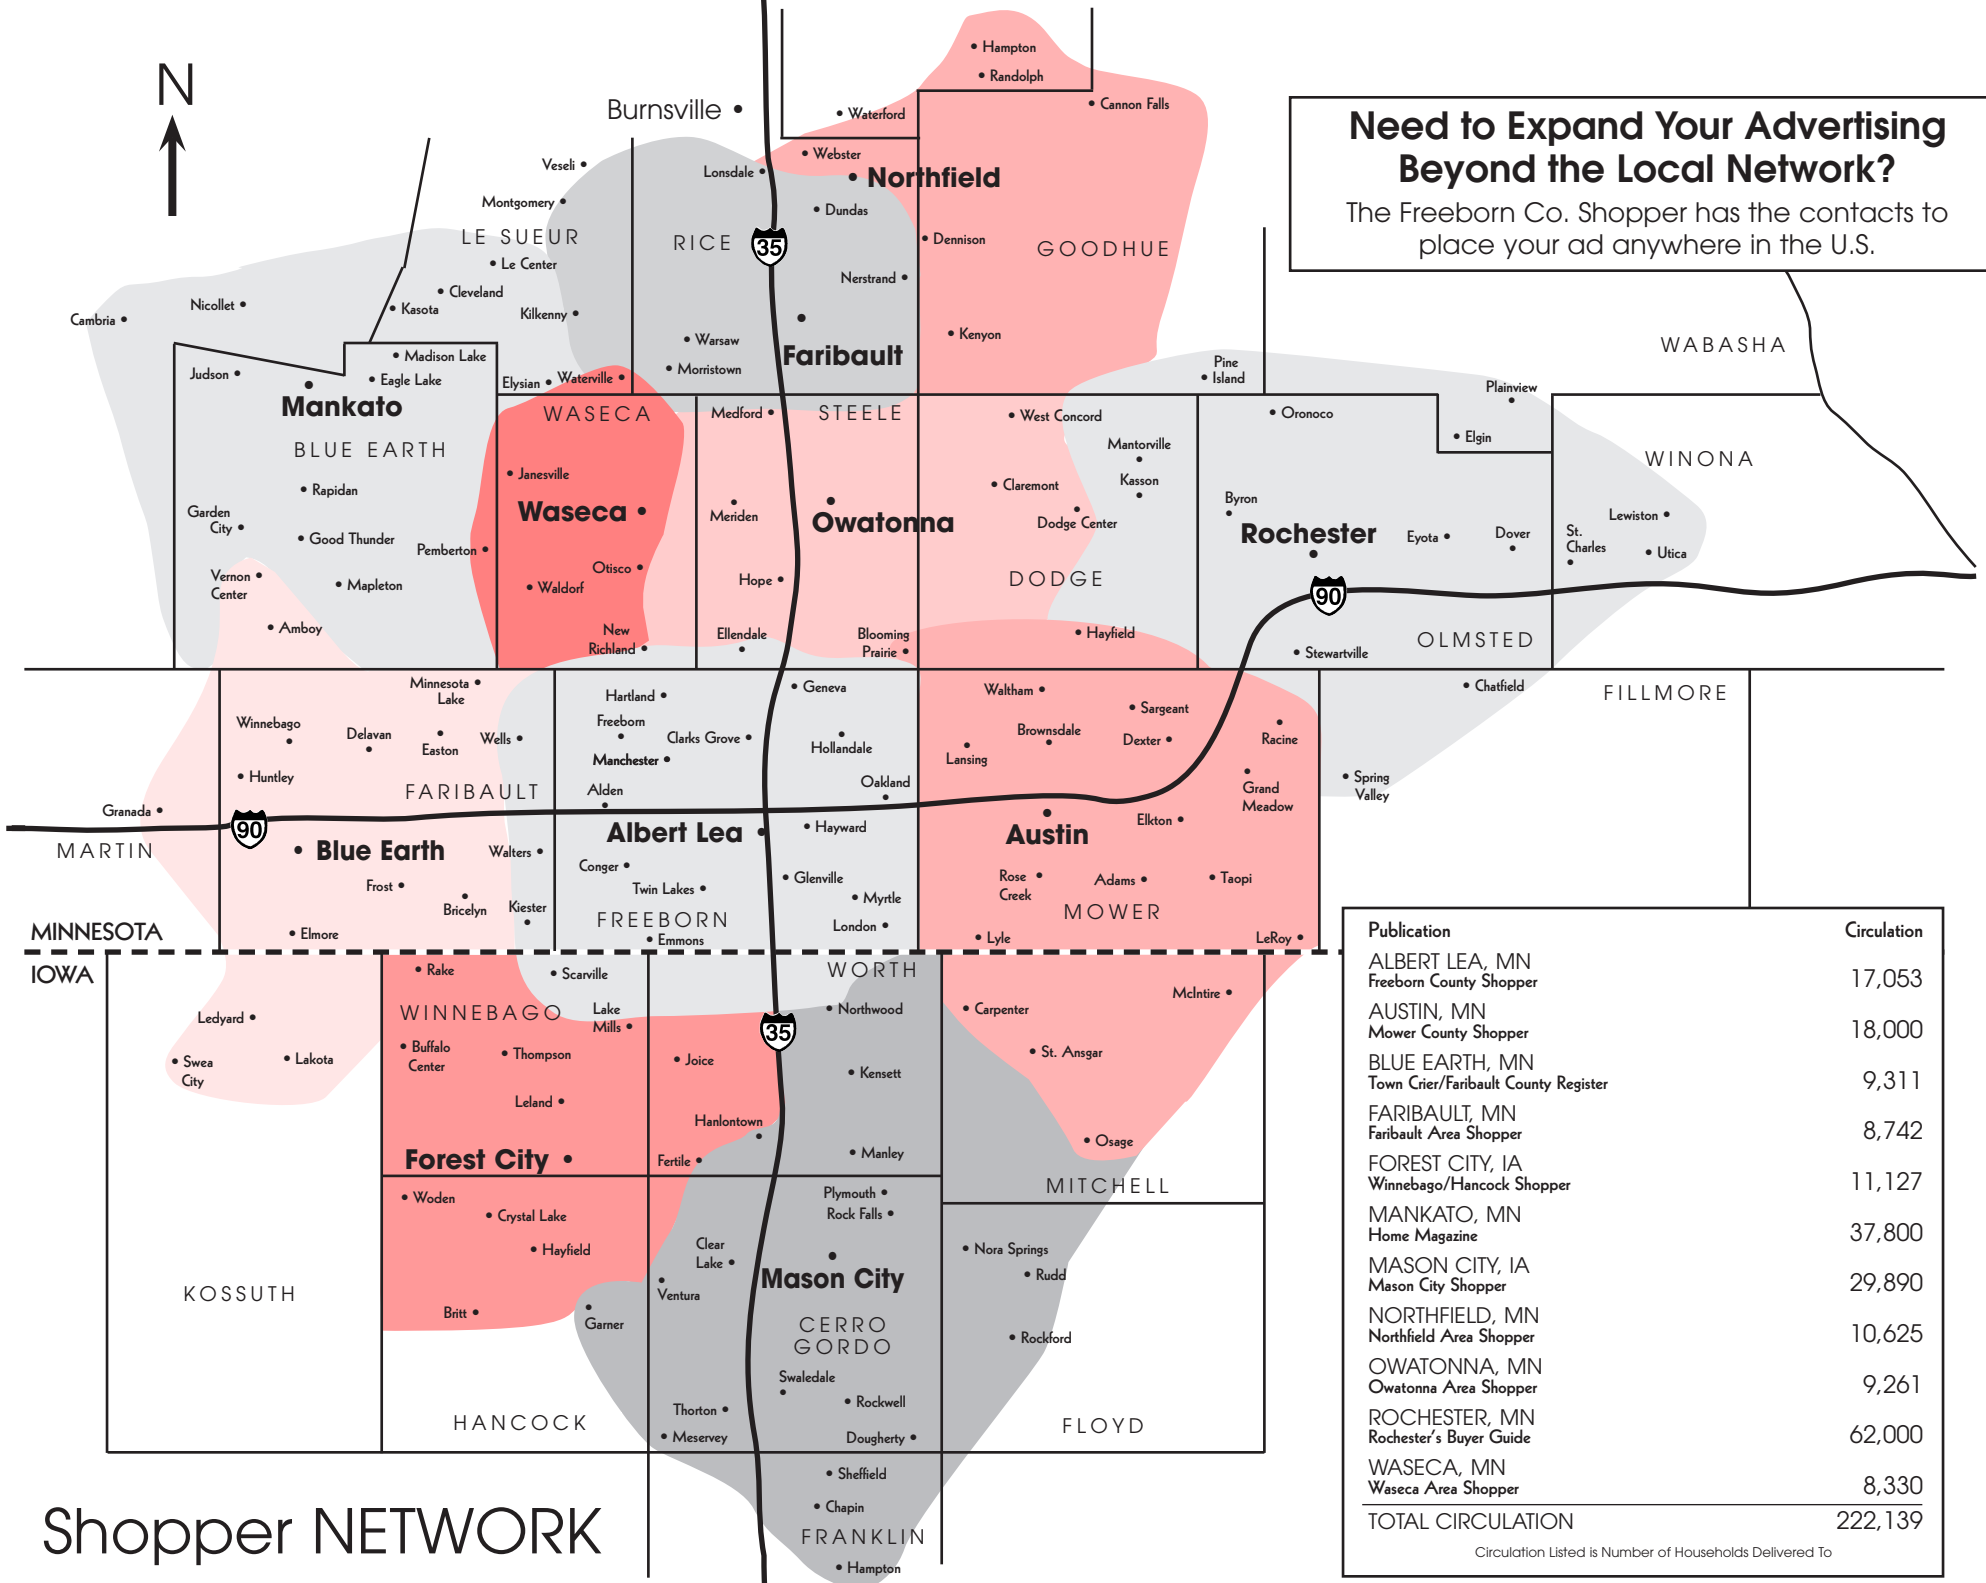 N
Burnsville
Hampton
Randolph
Cannon Falls
Waterford
Webster
Northfield
Lonsdale
Veseli
Montgomery
LE SUEUR
RICE
35
Dundas
Dennison
GOODHUE
Le Center
Nerstrand
Cleveland
Kasota
Kilkenny
Nicollet
Cambria
Kenyon
Warsaw
Faribault
Morristown
Madison Lake
Eagle Lake
Judson
Mankato
Elysian
Waterville
Need to Expand Your Advertising
Beyond the Local Network?
The Freeborn Co. Shopper has the contacts to
place your ad anywhere in the U.S.
WABASHA
Pine
Island
Plainview
WASECA
Medford
STEELE
West Concord
Oronoco
Elgin
BLUE EARTH
Mantorville
WINONA
Janesville
Kasson
Claremont
Rapidan
Byron
Garden
City
Waseca
Meriden
Owatonna
Dodge Center
Rochester
Eyota
Dover
St.
Charles
Lewiston
Utica
Good Thunder
Pemberton
Vernon
Center
Mapleton
Otisco
Waldorf
Hope
DODGE
90
Amboy
New
Richland
Ellendale
Blooming
Prairie
Hayfield
Stewartville
OLMSTED
Minnesota
Lake
Hartland
Geneva
Waltham
Chatfield
FILLMORE
Winnebago
Delavan
Easton
Wells
Freeborn
Clarks Grove
Manchester
Hollandale
Lansing
Brownsdale
Sargeant
Dexter
Racine
Huntley
FARIBAULT
Alden
Oakland
Grand
Meadow
Spring
Valley
Granada
90
MARTIN
Blue Earth
Walters
Albert Lea
Hayward
Austin
Elkton
Conger
Twin Lakes
Glenville
Myrtle
Rose
Creek
Adams
Taopi
Frost
Bricelyn
Kiester
FREEBORN
London
MOWER
Elmore
Emmons
Lyle
LeRoy
MINNESOTA
IOWA
Rake
Scarville
WORTH
McIntire
Ledyard
WINNEBAGO
Lake
Mills
35
Northwood
Carpenter
Swea
City
Lakota
Buffalo
Center
Thompson
Joice
Kensett
St. Ansgar
Leland
Hanlontown
Osage
Forest City
Fertile
Manley
MITCHELL
Woden
Crystal Lake
Hayfield
Plymouth
Rock Falls
Clear
Lake
Ventura
Mason City
Nora Springs
Rudd
KOSSUTH
Britt
Garner
CERRO
GORDO
Rockford
Swaledale
Rockwell
Thorton
HANCOCK
Meservey
Dougherty
FLOYD
Sheffield
Chapin
FRANKLIN
Hampton
Shopper NETWORK
Publication Circulation
ALBERT LEA, MN
Freeborn County Shopper 17,053
AUSTIN, MN
Mower County Shopper 18,000
BLUE EARTH, MN
Town Crier/Faribault County Register 9,311
FARIBAULT, MN
Faribault Area Shopper 8,742
FOREST CITY, IA
Winnebago/Hancock Shopper 11,127
MANKATO, MN
Home Magazine 37,800
MASON CITY, IA
Mason City Shopper 29,890
NORTHFIELD, MN
Northfield Area Shopper 10,625
OWATONNA, MN
Owatonna Area Shopper 9,261
ROCHESTER, MN
Rochester's Buyer Guide 62,000
WASECA, MN
Waseca Area Shopper 8,330
TOTAL CIRCULATION 222,139
Circulation Listed is Number of Households Delivered To